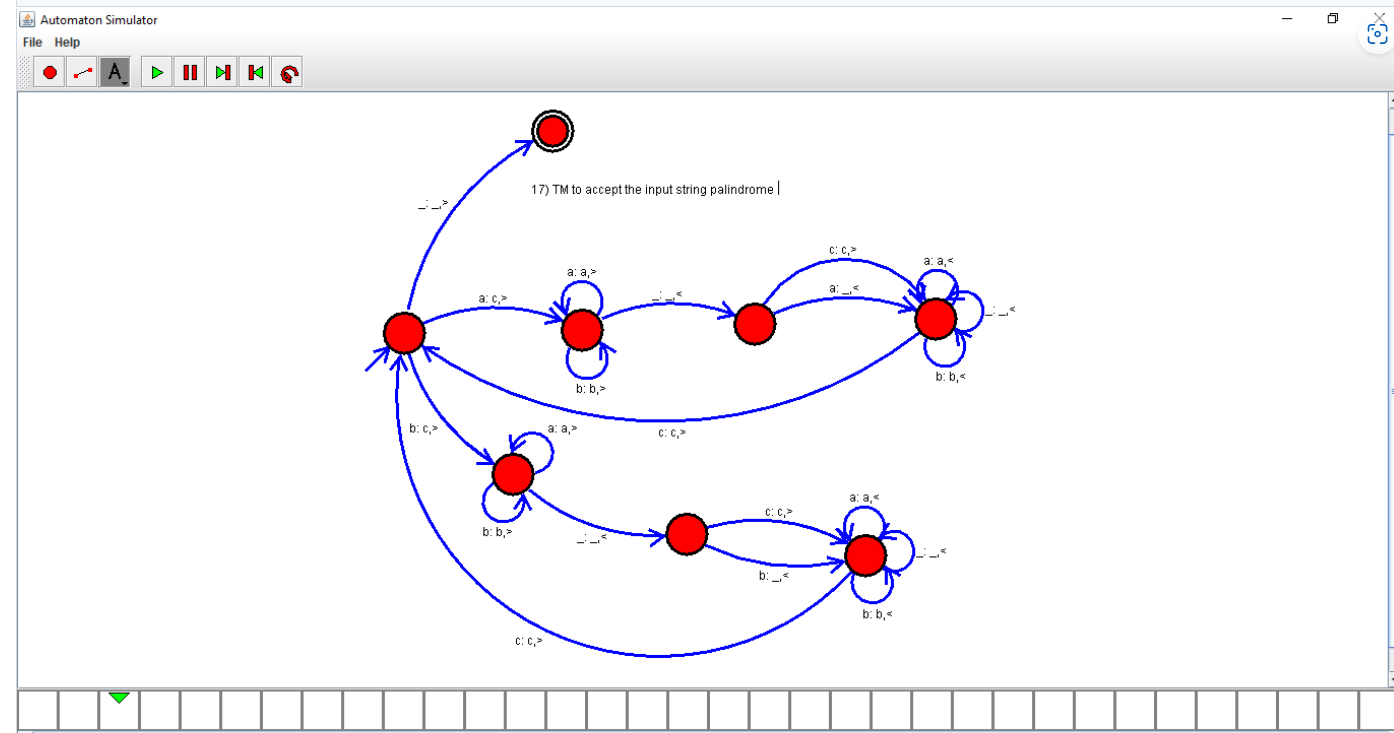 Automaton Simulator
File Help
A
_: _,>
17) TM to accept the input string palindrome
c: c,>
a: a,<
a: a,>
a: c,>
_: _,<
a: _,<
_: _,<
b: b,>
b: b,<
b: c,>
a: a,>
c: c,>
a: a,<
c: c,>
b: b,>
_: _,<
_: _,<
b: _,<
b: b,<
c: c,>